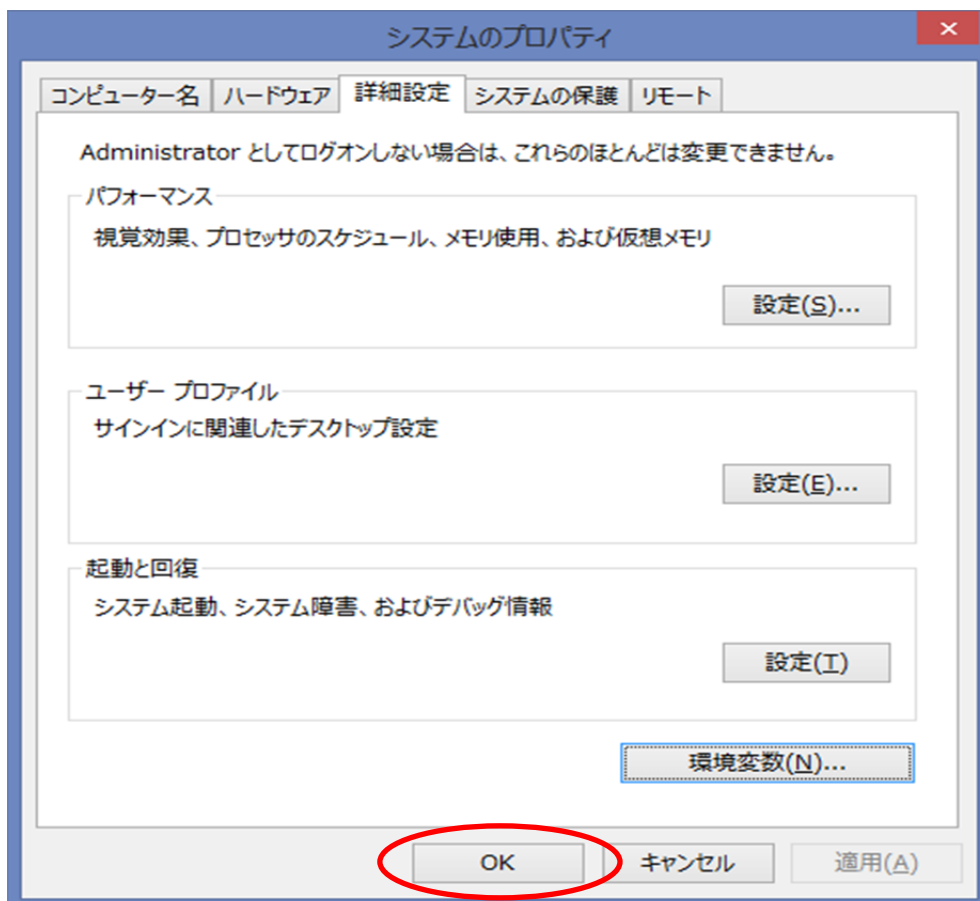 システムのプロパティ
コンピューター名 ハードウェア 詳細設定 システムの保護 リモート
Administrator としてログオンしない場合は、これらのほとんどは変更できません。
パフォーマンス
視覚効果、プロセッサのスケジュール、メモリ使用、および仮想メモリ
設定(S)...
ユーザー プロファイル
サインインに関連したデスクトップ設定
設定(E)...
起動と回復
システム起動、システム障害、およびデバッグ情報
設定(T)
環境変数(N)...
OK キャンセル 適用(A)